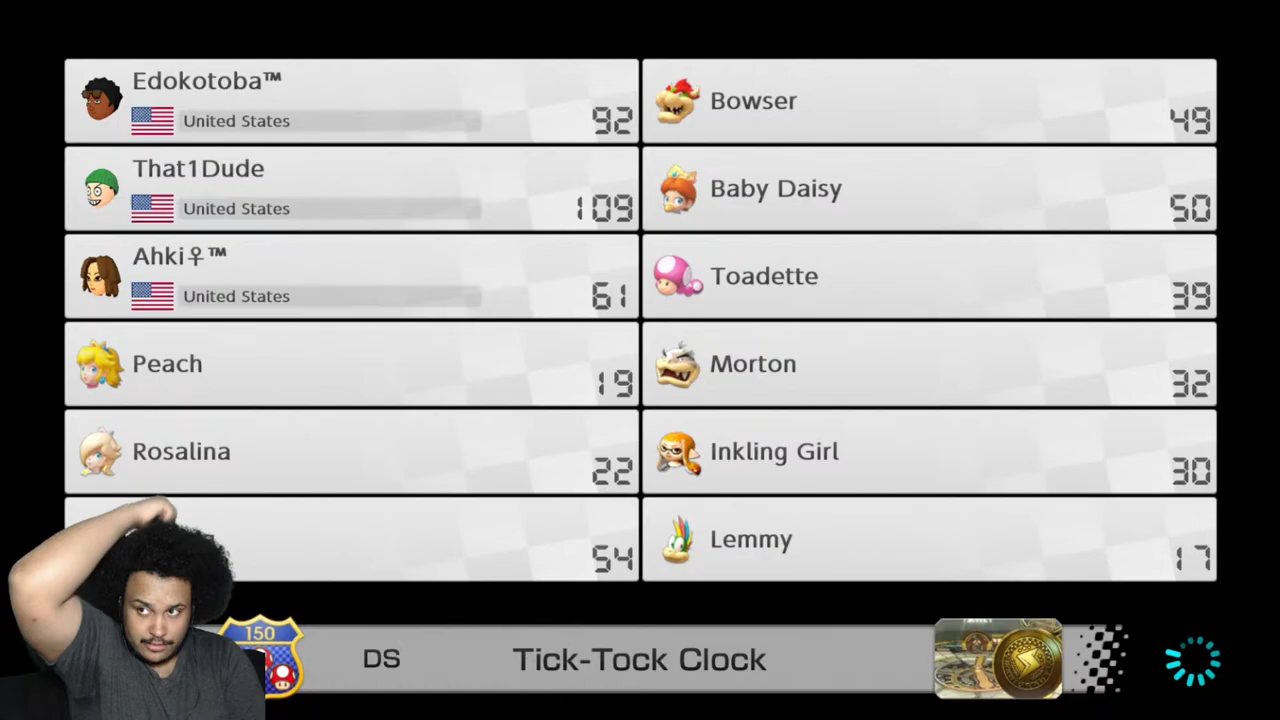 Edokotoba™
United States
92
That1Dude
United States
109
Ahki♀™
United States
61
Peach
19
Rosalina
22
54
Bowser
49
Baby Daisy
50
Toadette
39
Morton
32
Inkling Girl
30
Lemmy
17
150
DS
Tick-Tock Clock